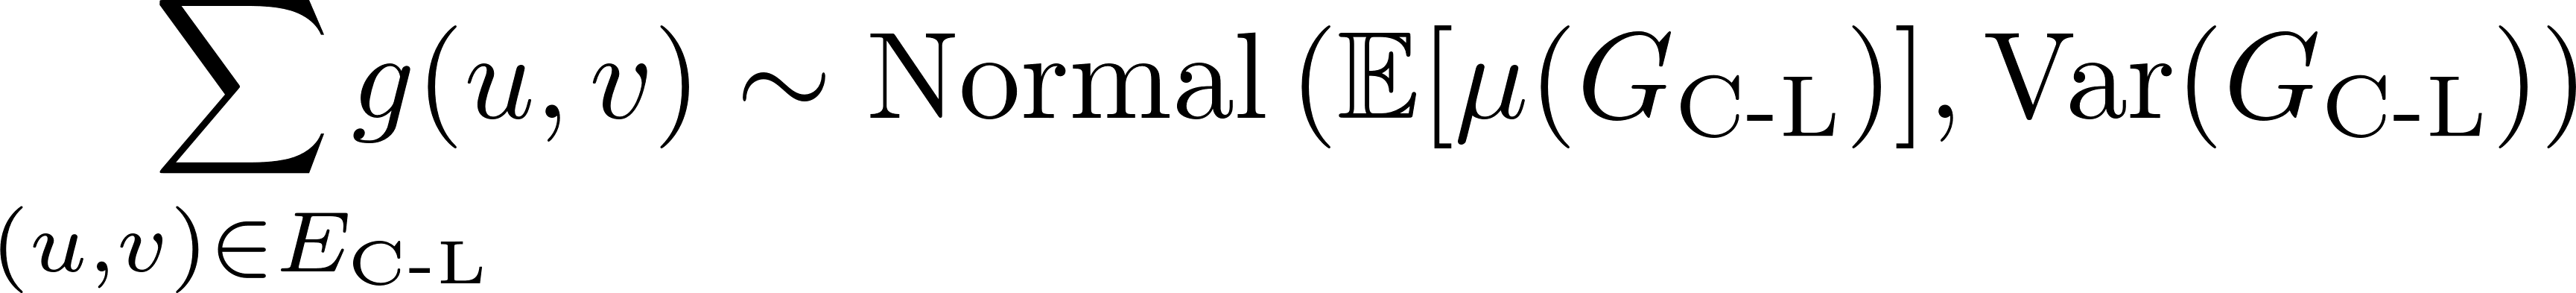 ∑ g(u, v) ∼ Normal (𝔼[μ(G_{C-L})], Var(G_{C-L}))
(u,v)∈E_{C-L}